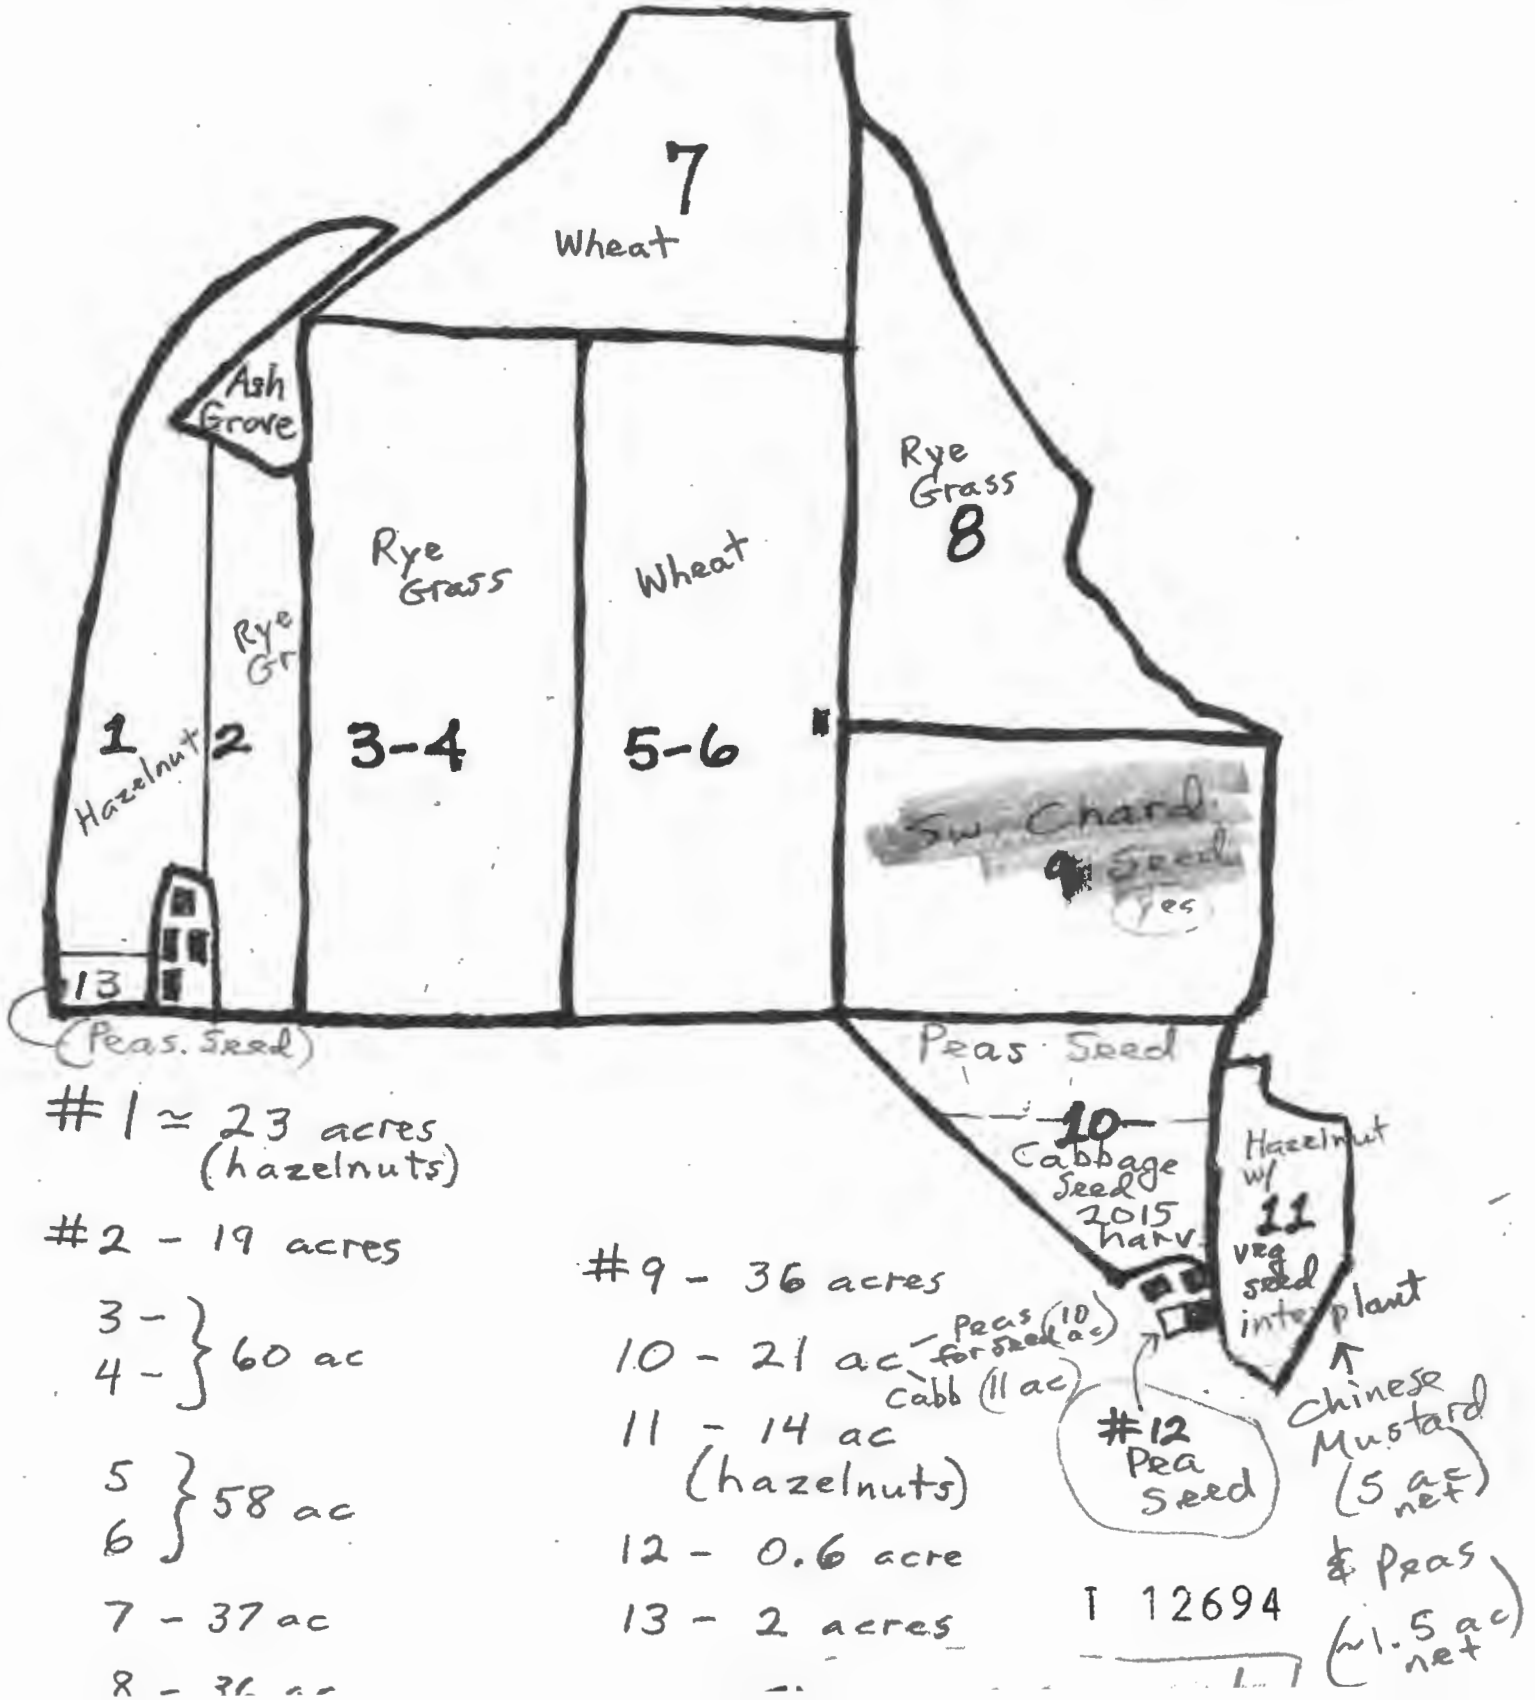 7
Wheat
Ash
Grove
Rye
Grass
8
Rye
Grass
Wheat
Rye
Gr
1
Hazelnut
2
3-4
5-6
Sw. Chard
9 Seed
Yes
13
(Peas. Seed)
Peas Seed
10
Cabbage
Seed
2015
harv.
Hazelnut
w/
11
veg
seed
interplant
#1 ≃ 23 acres
(hazelnuts)
#2 - 19 acres
3 -
4 -
} 60 ac
5
6
} 58 ac
7 - 37 ac
8 - 36 ac
#9 - 36 acres
10 - 21 ac
Peas (10
for seed ac)
Cabb (11 ac)
11 - 14 ac
(hazelnuts)
12 - 0.6 acre
13 - 2 acres
#12
Pea
Seed
Chinese
Mustard
(5 ac
net)
& Peas
(~1.5 ac)
net
T 12694